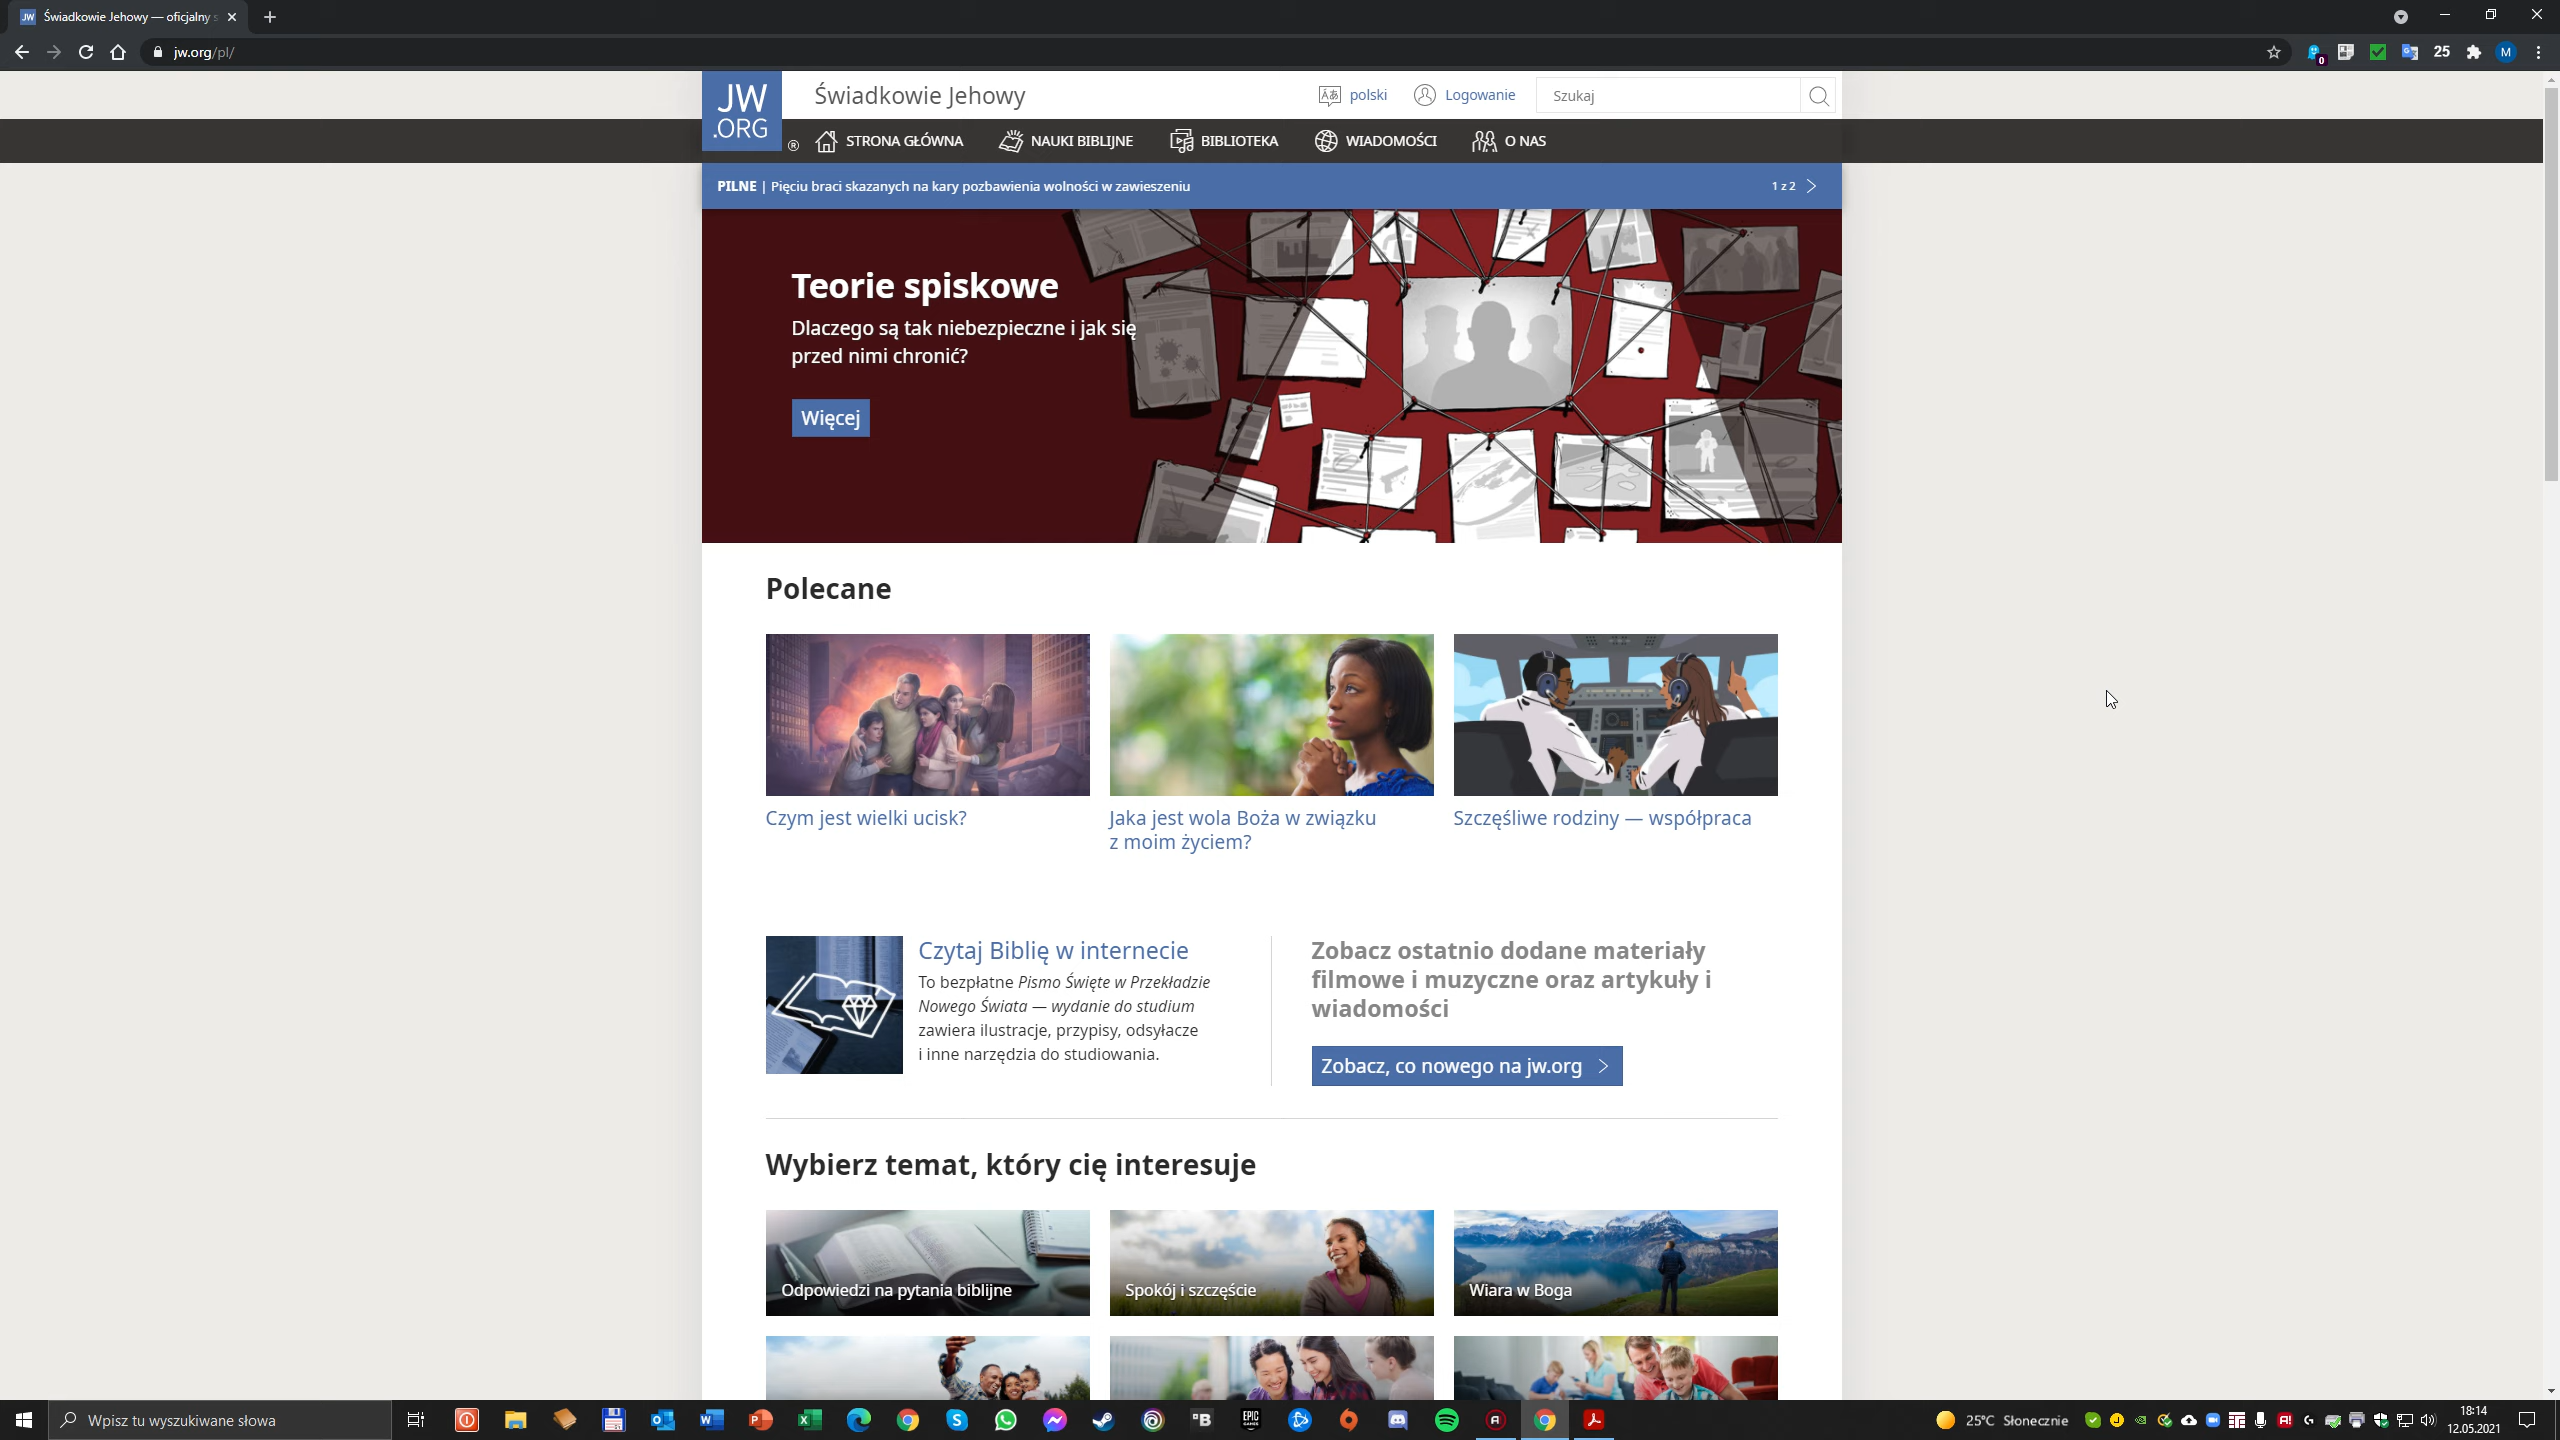 Świadkowie Jehowy — oficjalny s
jw.org/pl/
0
25
M
JW
.ORG
®
Świadkowie Jehowy
polski
Logowanie
Szukaj
STRONA GŁÓWNA
NAUKI BIBLIJNE
BIBLIOTEKA
WIADOMOŚCI
O NAS
PILNE | Pięciu braci skazanych na kary pozbawienia wolności w zawieszeniu
1 z 2
Teorie spiskowe
Dlaczego są tak niebezpieczne i jak się
przed nimi chronić?
Więcej
Polecane
Czym jest wielki ucisk?
Jaka jest wola Boża w związku
z moim życiem?
Szczęśliwe rodziny — współpraca
Czytaj Biblię w internecie
To bezpłatne Pismo Święte w Przekładzie
Nowego Świata — wydanie do studium
zawiera ilustracje, przypisy, odsyłacze
i inne narzędzia do studiowania.
Zobacz ostatnio dodane materiały
filmowe i muzyczne oraz artykuły i
wiadomości
Zobacz, co nowego na jw.org
Wybierz temat, który cię interesuje
Odpowiedzi na pytania biblijne
Spokój i szczęście
Wiara w Boga
Wpisz tu wyszukiwane słowa
EPIC
25°C Słonecznie
18:14
12.05.2021